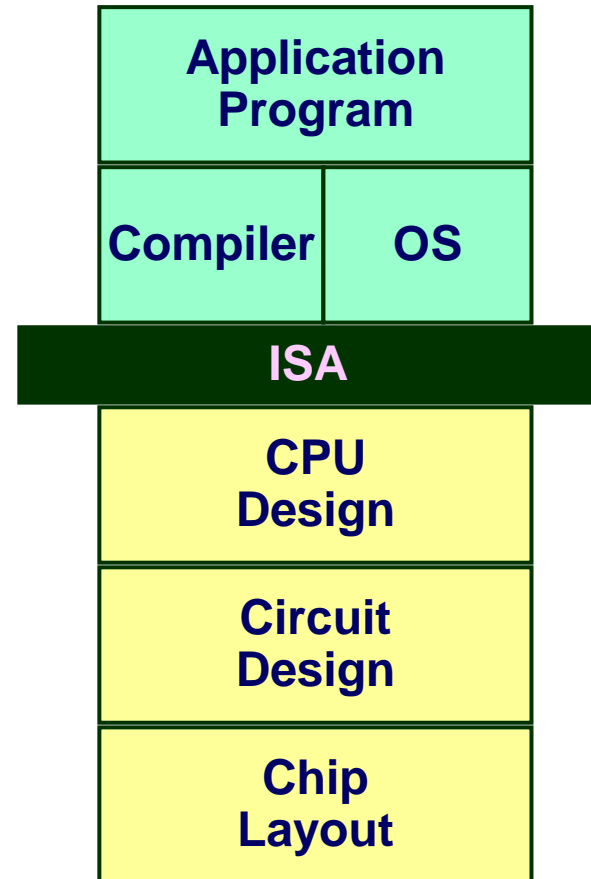 Application
Program
Compiler
OS
ISA
CPU
Design
Circuit
Design
Chip
Layout